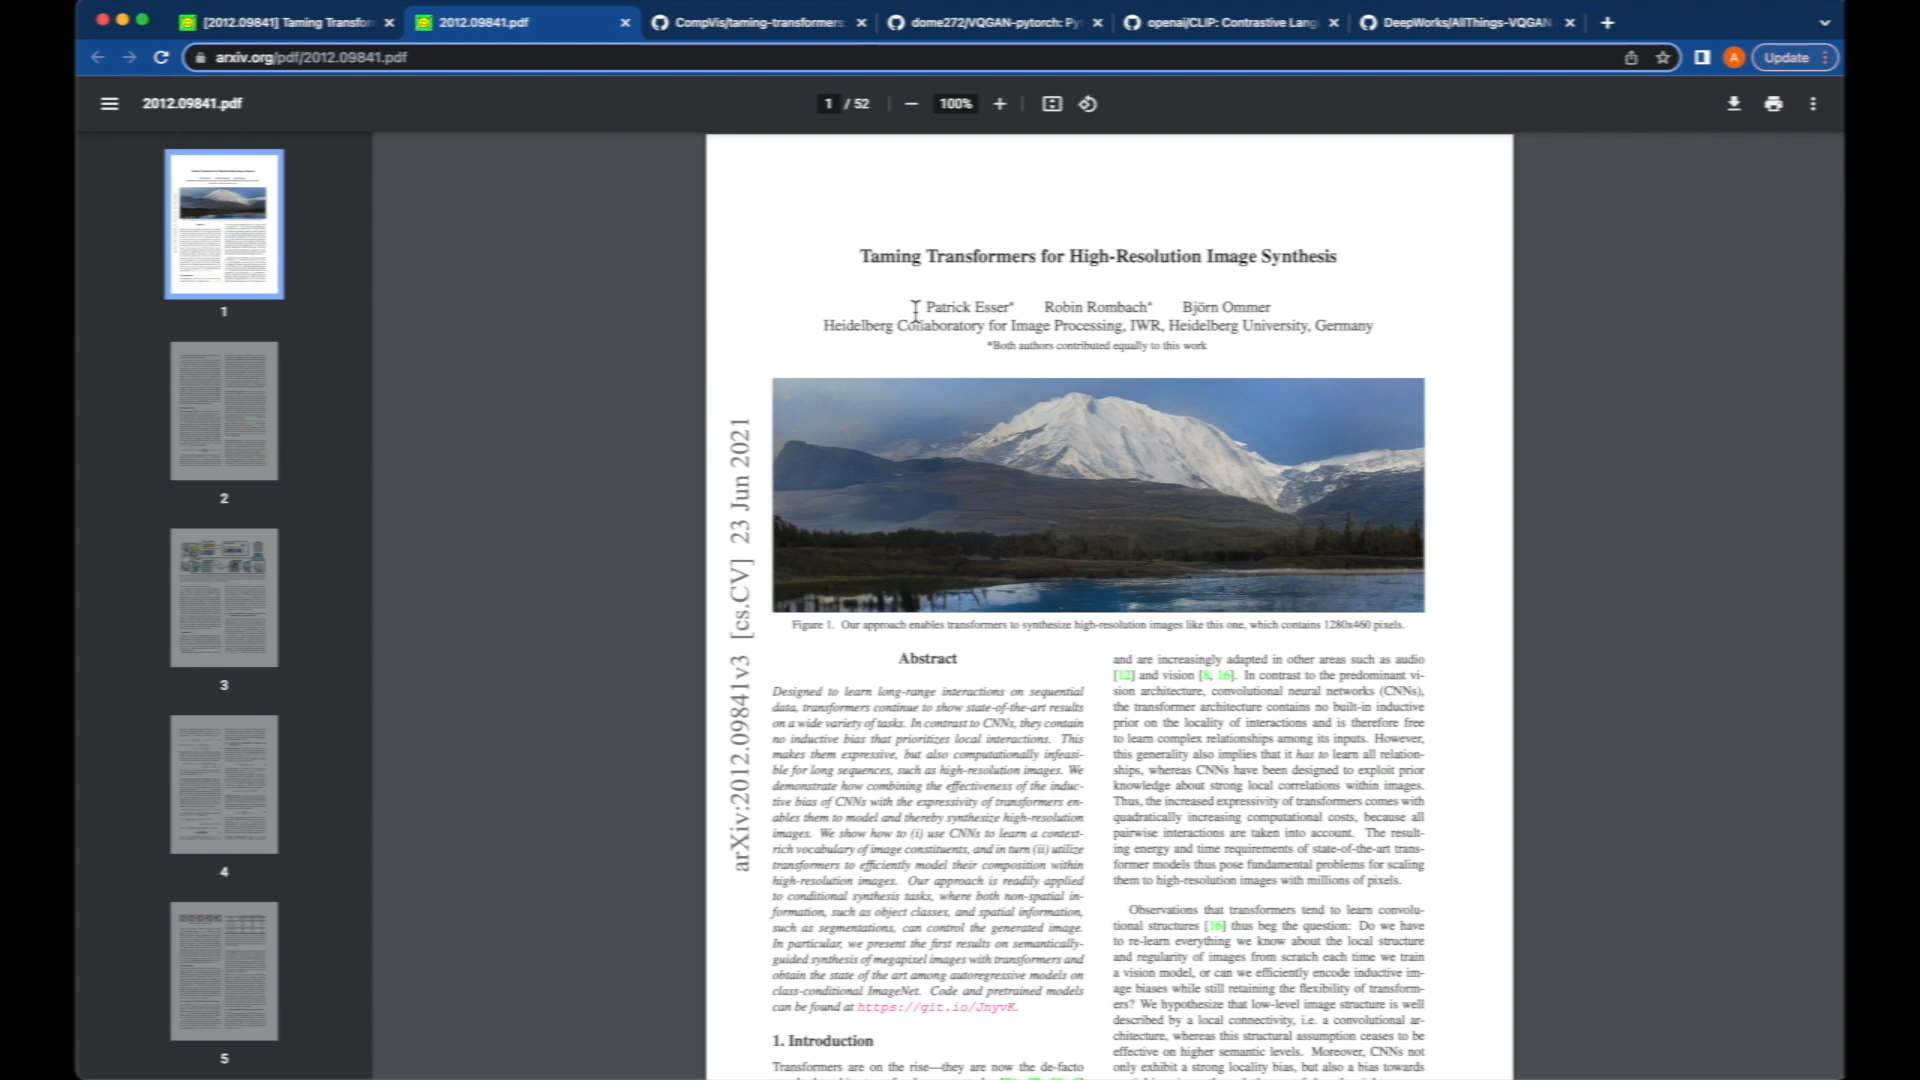 [2012.09841] Taming Transfor
2012.09841.pdf
CompVis/taming-transformers:
dome272/VQGAN-pytorch: Py
openai/CLIP: Contrastive Lang
DeepWorks/AllThings-VQGAN
arxiv.org/pdf/2012.09841.pdf
A
Update
2012.09841.pdf
1 / 52
100%
1
2
3
4
5
arXiv:2012.09841v3 [cs.CV] 23 Jun 2021
Taming Transformers for High-Resolution Image Synthesis
Patrick Esser* Robin Rombach* Björn Ommer
Heidelberg Collaboratory for Image Processing, IWR, Heidelberg University, Germany
*Both authors contributed equally to this work
Figure 1. Our approach enables transformers to synthesize high-resolution images like this one, which contains 1280x460 pixels.
Abstract
Designed to learn long-range interactions on sequential
data, transformers continue to show state-of-the-art results
on a wide variety of tasks. In contrast to CNNs, they contain
no inductive bias that prioritizes local interactions. This
makes them expressive, but also computationally infeasi-
ble for long sequences, such as high-resolution images. We
demonstrate how combining the effectiveness of the induc-
tive bias of CNNs with the expressivity of transformers en-
ables them to model and thereby synthesize high-resolution
images. We show how to (i) use CNNs to learn a context-
rich vocabulary of image constituents, and in turn (ii) utilize
transformers to efficiently model their composition within
high-resolution images. Our approach is readily applied
to conditional synthesis tasks, where both non-spatial in-
formation, such as object classes, and spatial information,
such as segmentations, can control the generated image.
In particular, we present the first results on semantically-
guided synthesis of megapixel images with transformers and
obtain the state of the art among autoregressive models on
class-conditional ImageNet. Code and pretrained models
can be found at https://git.io/JnyvK.
1. Introduction
Transformers are on the rise—they are now the de-facto
and are increasingly adapted in other areas such as audio
[12] and vision [8, 16]. In contrast to the predominant vi-
sion architecture, convolutional neural networks (CNNs),
the transformer architecture contains no built-in inductive
prior on the locality of interactions and is therefore free
to learn complex relationships among its inputs. However,
this generality also implies that it has to learn all relation-
ships, whereas CNNs have been designed to exploit prior
knowledge about strong local correlations within images.
Thus, the increased expressivity of transformers comes with
quadratically increasing computational costs, because all
pairwise interactions are taken into account. The result-
ing energy and time requirements of state-of-the-art trans-
former models thus pose fundamental problems for scaling
them to high-resolution images with millions of pixels.
Observations that transformers tend to learn convolu-
tional structures [16] thus beg the question: Do we have
to re-learn everything we know about the local structure
and regularity of images from scratch each time we train
a vision model, or can we efficiently encode inductive im-
age biases while still retaining the flexibility of transform-
ers? We hypothesize that low-level image structure is well
described by a local connectivity, i.e. a convolutional ar-
chitecture, whereas this structural assumption ceases to be
effective on higher semantic levels. Moreover, CNNs not
only exhibit a strong locality bias, but also a bias towards